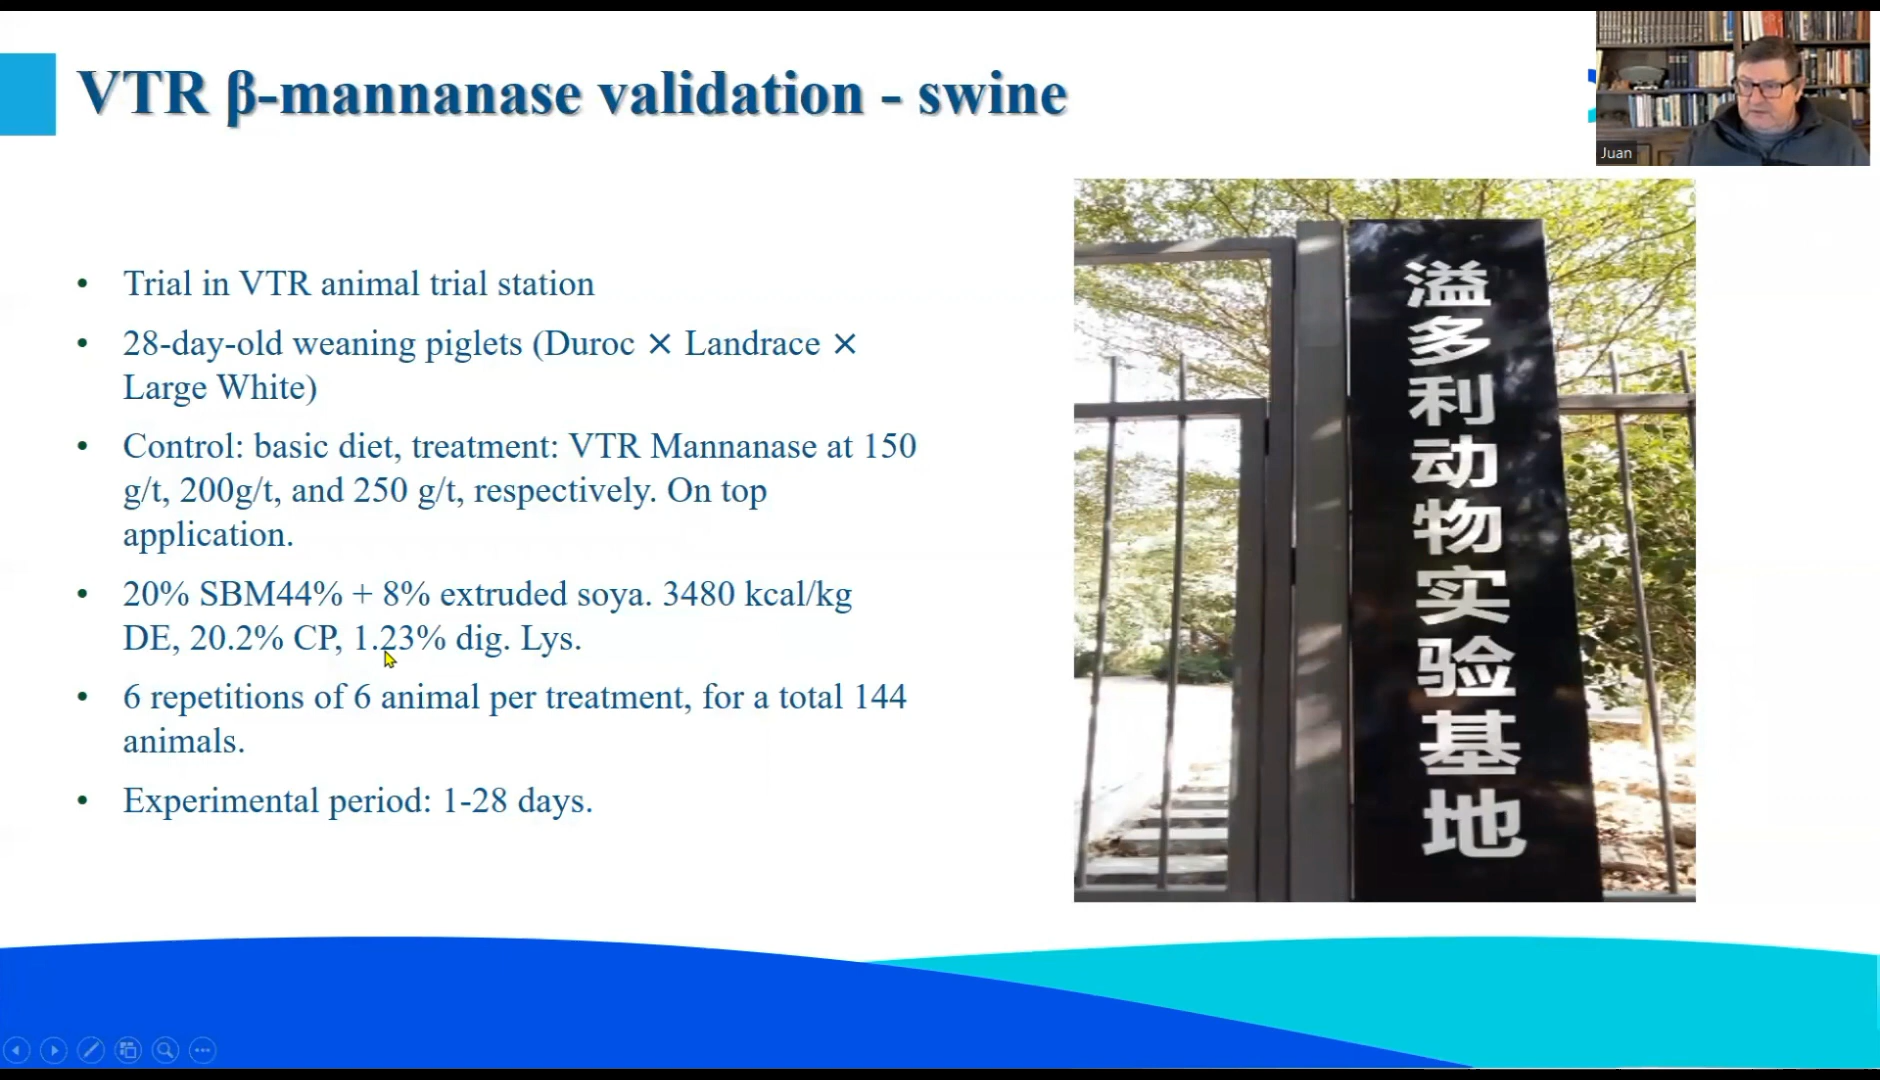 VTR β-mannanase validation - swine
Juan
• Trial in VTR animal trial station
• 28-day-old weaning piglets (Duroc × Landrace ×
Large White)
• Control: basic diet, treatment: VTR Mannanase at 150
g/t, 200g/t, and 250 g/t, respectively. On top
application.
• 20% SBM44% + 8% extruded soya. 3480 kcal/kg
DE, 20.2% CP, 1.23% dig. Lys.
• 6 repetitions of 6 animal per treatment, for a total 144
animals.
• Experimental period: 1-28 days.
溢多利动物实验基地